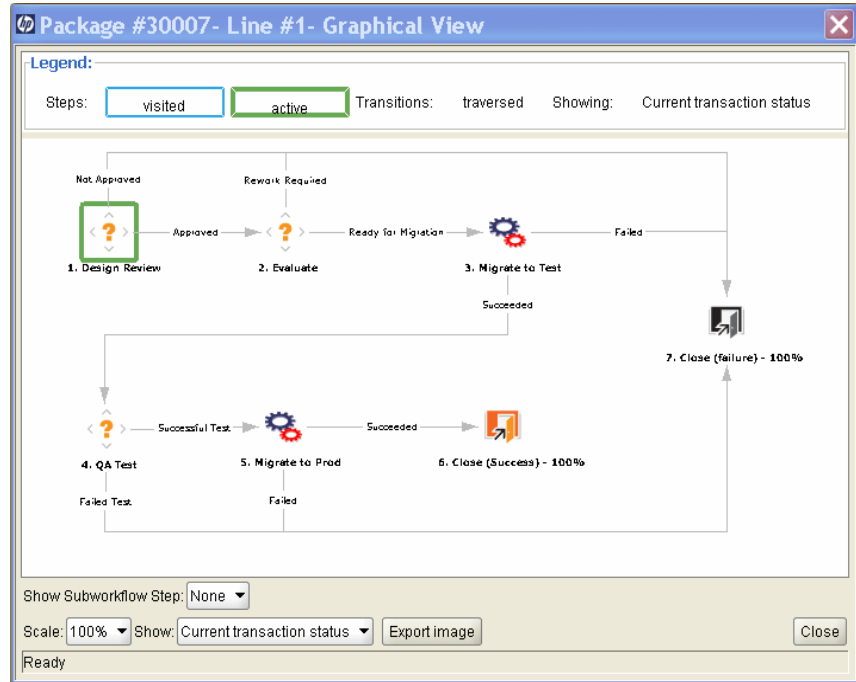 hp Package #30007- Line #1- Graphical View
Legend:
Steps: visited active Transitions: traversed Showing: Current transaction status
Not Approved Rework Required
? Approved ? Ready for Migration Failed
1. Design Review 2. Evaluate 3. Migrate to Test
Succeeded
7. Close (failure) - 100%
? Successful Test Succeeded
4. QA Test 5. Migrate to Prod 6. Close (Success) - 100%
Failed Test Failed
Show Subworkflow Step: None
Scale: 100% Show: Current transaction status Export image Close
Ready